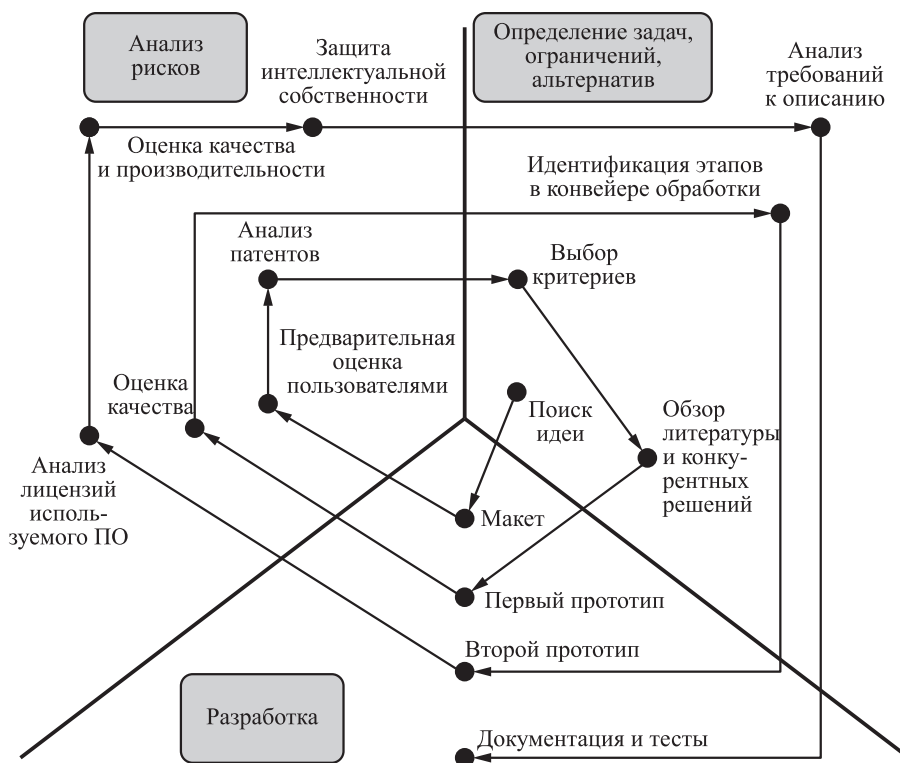 Анализ
рисков
Защита
интеллектуальной
собственности
Определение задач,
ограничений,
альтернатив
Анализ
требований
к описанию
Оценка качества
и производительности
Идентификация этапов
в конвейере обработки
Анализ
патентов
Выбор
критериев
Предварительная
оценка
пользователями
Оценка
качества
Поиск
идеи
Обзор
литературы
и конку-
рентных
решений
Анализ
лицензий
исполь-
зуемого ПО
Макет
Первый прототип
Второй прототип
Разработка
Документация и тесты